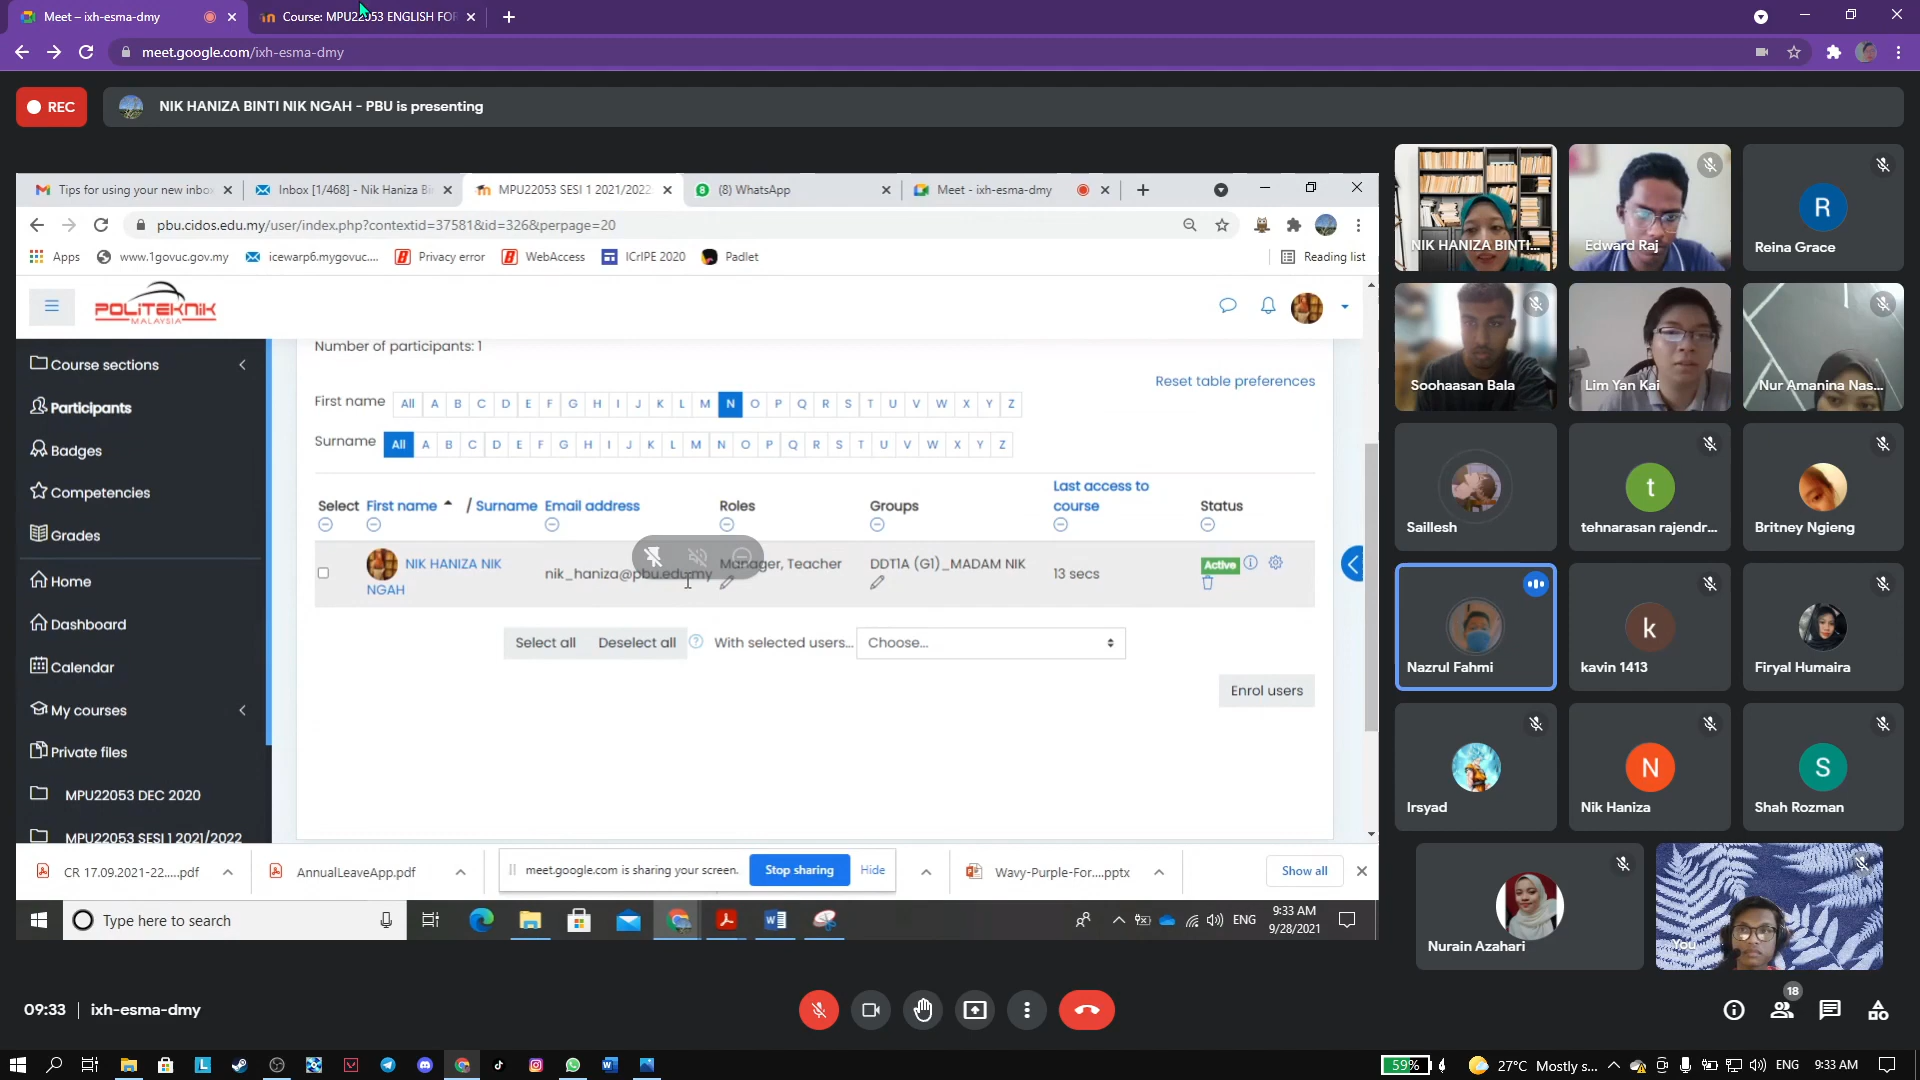 Meet – ixh-esma-dmy
Course: MPU22053 ENGLISH FOR
meet.google.com/ixh-esma-dmy
REC
NIK HANIZA BINTI NIK NGAH - PBU is presenting
Tips for using your new inbox
Inbox [1/468] - Nik Haniza Bi
MPU22053 SESI 1 2021/2022
(8) WhatsApp
Meet - ixh-esma-dmy
pbu.cidos.edu.my/user/index.php?contextid=37581&id=326&perpage=20
Apps
www.1govuc.gov.my
icewarp6.mygovuc....
Privacy error
WebAccess
ICrIPE 2020
Padlet
Reading list
POLITEKNIK
MALAYSIA
Course sections
Participants
Badges
Competencies
Grades
Home
Dashboard
Calendar
My courses
Private files
MPU22053 DEC 2020
MPU22053 SESI 1 2021/2022
Number of participants: 1
Reset table preferences
First name All A B C D E F G H I J K L M N O P Q R S T U V W X Y Z
Surname All A B C D E F G H I J K L M N O P Q R S T U V W X Y Z
Select First name / Surname Email address Roles Groups Last access to course Status
NIK HANIZA NIK NGAH nik_haniza@pbu.edu.my Manager, Teacher DDT1A (G1)_MADAM NIK 13 secs Active
Select all Deselect all With selected users... Choose...
Enrol users
CR 17.09.2021-22.....pdf
AnnualLeaveApp.pdf
meet.google.com is sharing your screen.
Stop sharing
Hide
Wavy-Purple-For....pptx
Show all
Type here to search
ENG
9:33 AM
9/28/2021
NIK HANIZA BINTI...
Edward Raj
R
Reina Grace
Soohaasan Bala
Lim Yan Kai
Nur Amanina Nas...
Saillesh
t
tehnarasan rajendr...
Britney Ngieng
Nazrul Fahmi
k
kavin 1413
Firyal Humaira
Irsyad
N
Nik Haniza
S
Shah Rozman
Nurain Azahari
You
09:33 | ixh-esma-dmy
18
59%
27°C Mostly s...
ENG
9:33 AM